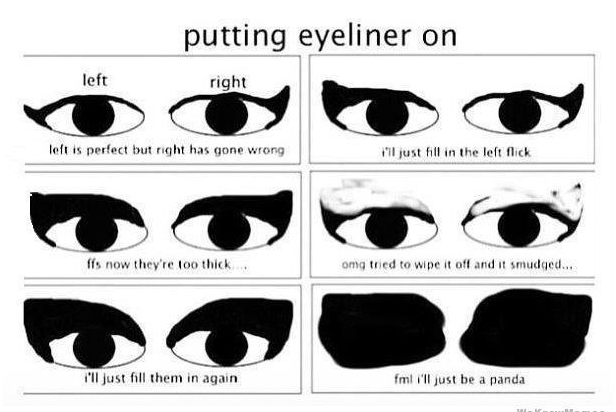 putting eyeliner on
left right
left is perfect but right has gone wrong
i'll just fill in the left flick
ffs now they're too thick....
omg tried to wipe it off and it smudged...
i'll just fill them in again
fml i'll just be a panda